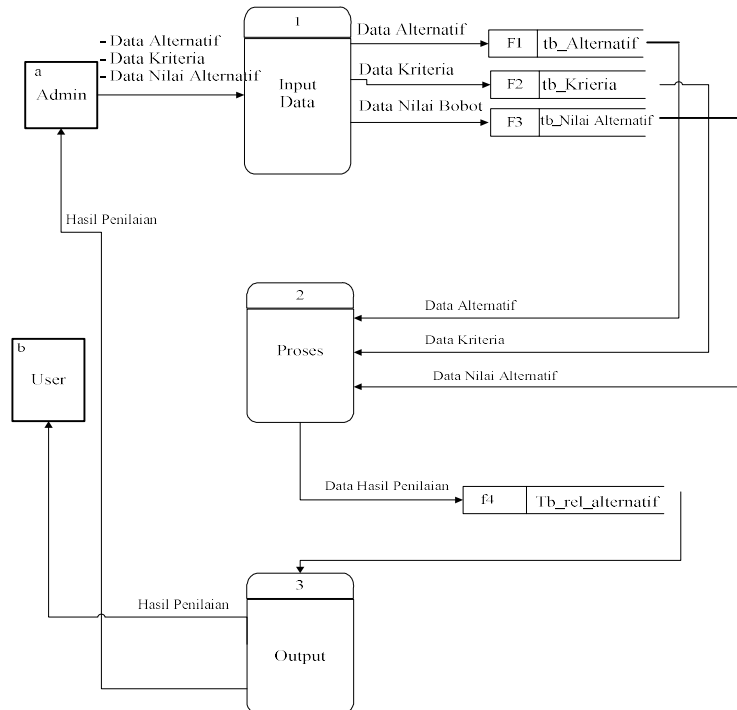 1
Input
Data
- Data Alternatif
- Data Kriteria
- Data Nilai Alternatif
a
Admin
Data Alternatif
F1 tb_Alternatif
Data Kriteria
F2 tb_Krieria
Data Nilai Bobot
F3 tb_Nilai Alternatif
Hasil Penilaian
2
Proses
Data Alternatif
Data Kriteria
Data Nilai Alternatif
b
User
Data Hasil Penilaian
f4 Tb_rel_alternatif
3
Output
Hasil Penilaian